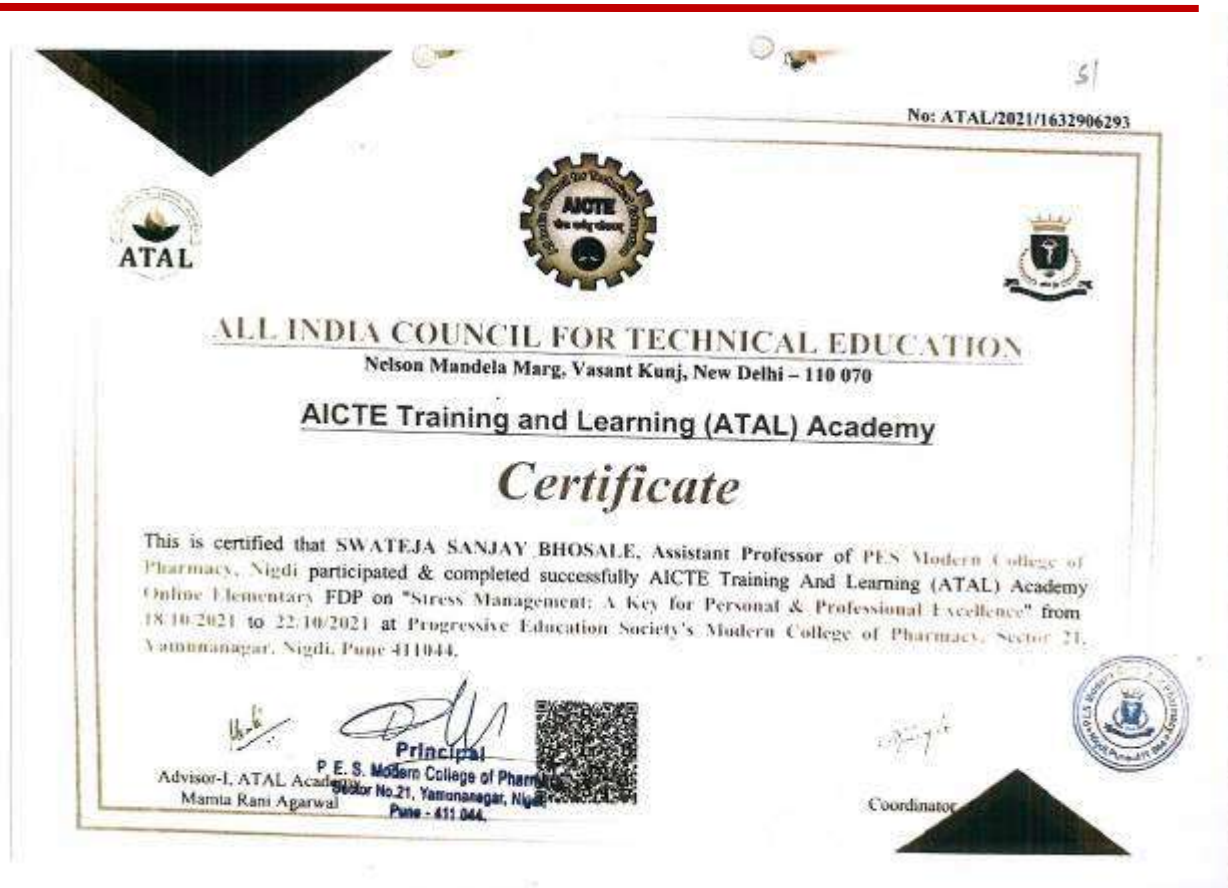 51
No: ATAL/2021/1632906293
AICTE
ATAL
ALL INDIA COUNCIL FOR TECHNICAL EDUCATION
Nelson Mandela Marg, Vasant Kunj, New Delhi – 110 070
AICTE Training and Learning (ATAL) Academy
Certificate
This is certified that SWATEJA SANJAY BHOSALE, Assistant Professor of PES Modern College of
Pharmacy, Nigdi participated & completed successfully AICTE Training And Learning (ATAL) Academy
Online Elementary FDP on "Stress Management: A Key for Personal & Professional Excellence" from
18/10/2021 to 22/10/2021 at Progressive Education Society's Modern College of Pharmacy, Sector 21,
Yamunanagar, Nigdi, Pune 411044.
Principal
P. E. S. Modern College of Pharmacy
Sector No.21, Yamunanagar, Nigdi
Pune - 411 044.
Advisor-I, ATAL Academy
Mamta Rani Agarwal
Coordinator